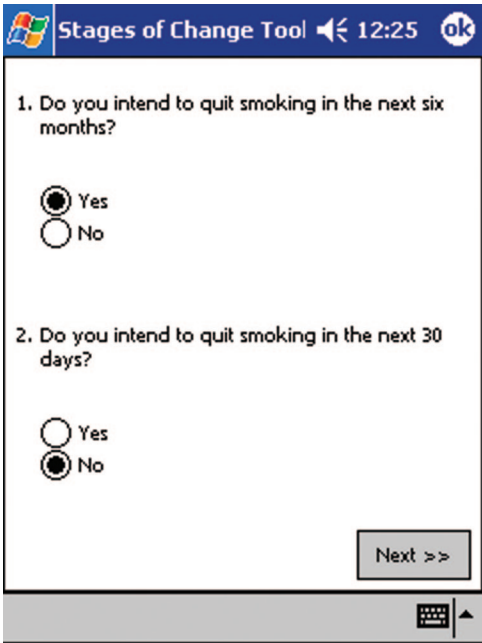 Stages of Change Tool 12:25 ok
1. Do you intend to quit smoking in the next six
months?
Yes
No
2. Do you intend to quit smoking in the next 30
days?
Yes
No
Next >>